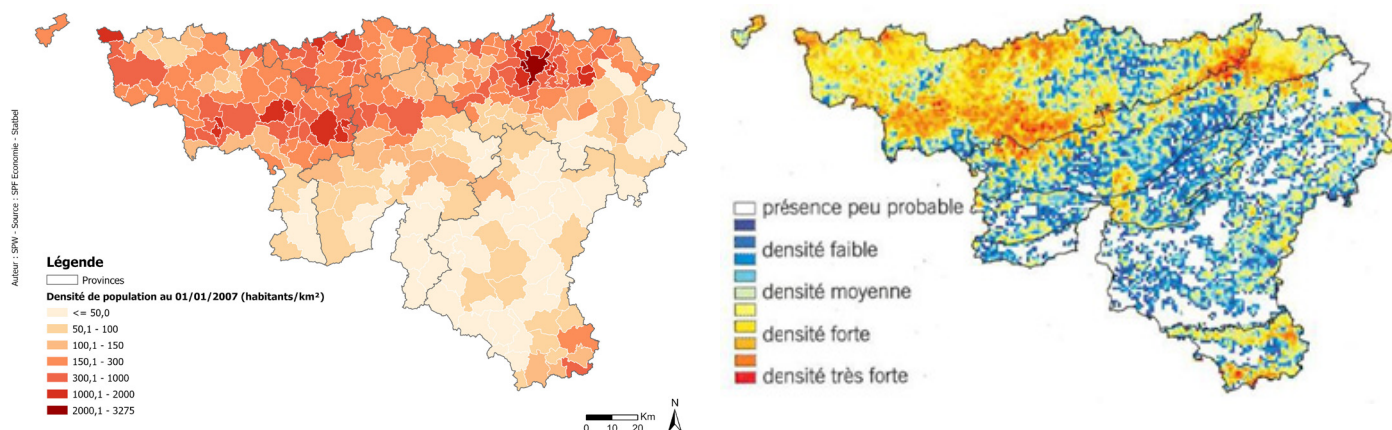 Auteur : SPW - Source : SPF Economie - Statbel
Légende
Provinces
Densité de population au 01/01/2007 (habitants/km²)
<= 50,0
50,1 - 100
100,1 - 150
150,1 - 300
300,1 - 1000
1000,1 - 2000
2000,1 - 3275
N
Km
0 10 20
présence peu probable
densité faible
densité moyenne
densité forte
densité très forte